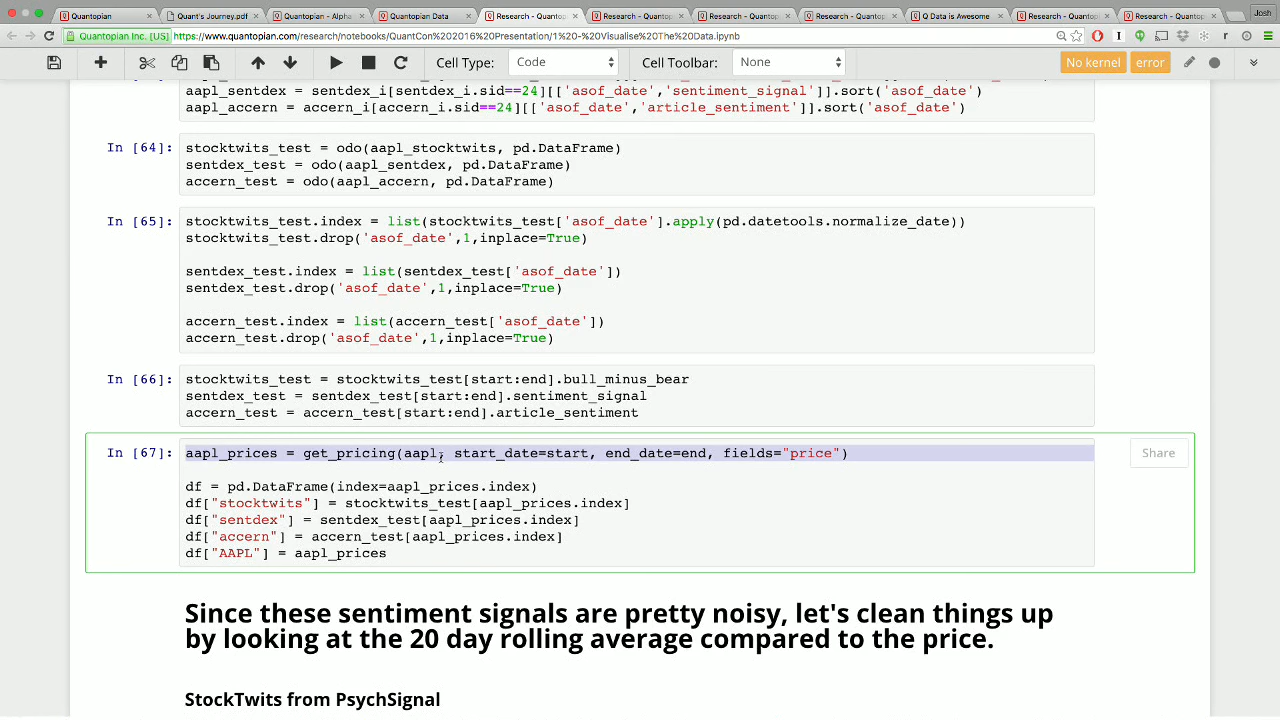 Quantopian
Quant's Journey.pdf
Quantopian - Alpha
Quantopian Data
Research - Quantop
Research - Quantop
Research - Quantop
Research - Quantop
Q Data is Awesome
Research - Quantop
Research - Quantop
Josh
Quantopian Inc. [US] https://www.quantopian.com/research/notebooks/QuantCon%202016%20Presentation/1%20-%20Visualise%20The%20Data.ipynb
Cell Type: Code Cell Toolbar: None No kernel error
aapl_sentdex = sentdex_i[sentdex_i.sid==24][['asof_date','sentiment_signal']].sort('asof_date')
aapl_accern = accern_i[accern_i.sid==24][['asof_date','article_sentiment']].sort('asof_date')
In [64]: stocktwits_test = odo(aapl_stocktwits, pd.DataFrame)
sentdex_test = odo(aapl_sentdex, pd.DataFrame)
accern_test = odo(aapl_accern, pd.DataFrame)
In [65]: stocktwits_test.index = list(stocktwits_test['asof_date'].apply(pd.datetools.normalize_date))
stocktwits_test.drop('asof_date',1,inplace=True)
sentdex_test.index = list(sentdex_test['asof_date'])
sentdex_test.drop('asof_date',1,inplace=True)
accern_test.index = list(accern_test['asof_date'])
accern_test.drop('asof_date',1,inplace=True)
In [66]: stocktwits_test = stocktwits_test[start:end].bull_minus_bear
sentdex_test = sentdex_test[start:end].sentiment_signal
accern_test = accern_test[start:end].article_sentiment
In [67]: aapl_prices = get_pricing(aapl, start_date=start, end_date=end, fields="price") Share
df = pd.DataFrame(index=aapl_prices.index)
df["stocktwits"] = stocktwits_test[aapl_prices.index]
df["sentdex"] = sentdex_test[aapl_prices.index]
df["accern"] = accern_test[aapl_prices.index]
df["AAPL"] = aapl_prices
Since these sentiment signals are pretty noisy, let's clean things up
by looking at the 20 day rolling average compared to the price.
StockTwits from PsychSignal